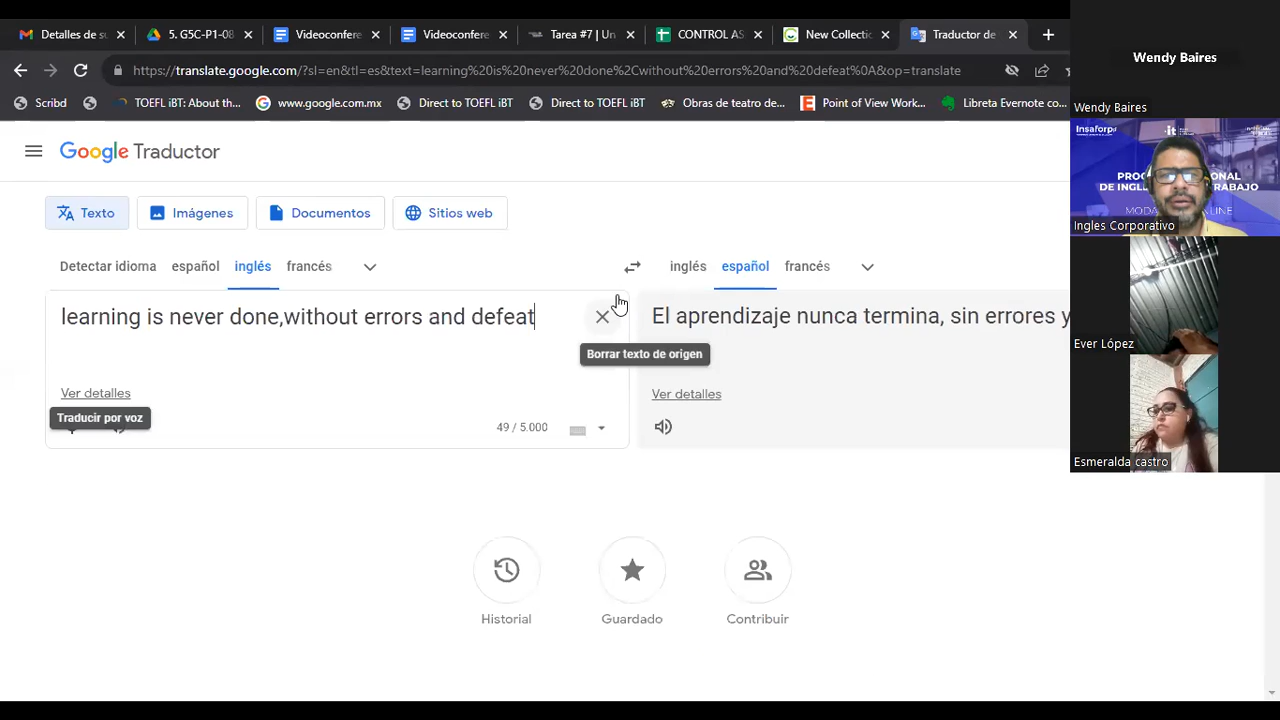 Detalles de su
5. G5C-P1-08
Videoconfere
Videoconfere
Tarea #7 | Un
CONTROL AS
New Collectio
Traductor de
https://translate.google.com/?sl=en&tl=es&text=learning%20is%20never%20done%2Cwithout%20errors%20and%20defeat%0A&op=translate
Scribd
TOEFL iBT: About th...
www.google.com.mx
Direct to TOEFL iBT
Direct to TOEFL iBT
Obras de teatro de...
Point of View Work...
Libreta Evernote co...
Google Traductor
Texto
Imágenes
Documentos
Sitios web
Detectar idioma español inglés francés
inglés español francés
learning is never done,without errors and defeat
El aprendizaje nunca termina, sin errores y
Borrar texto de origen
Ver detalles
Ver detalles
Traducir por voz
49 / 5.000
Historial
Guardado
Contribuir
Wendy Baires
Wendy Baires
Insaforp
DE INGL
MODA
Ingles Corporativo
Ever López
Esmeralda castro